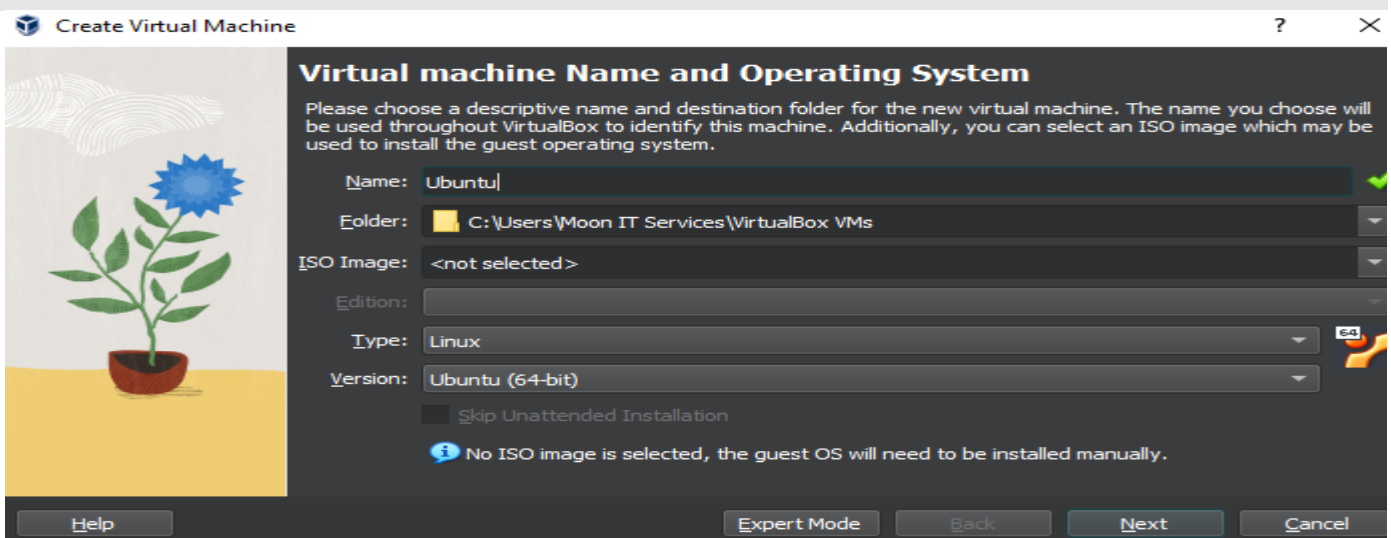 Create Virtual Machine ?
Virtual machine Name and Operating System
Please choose a descriptive name and destination folder for the new virtual machine. The name you choose will
be used throughout VirtualBox to identify this machine. Additionally, you can select an ISO image which may be
used to install the guest operating system.
Name: Ubuntu
Folder: C:\Users\Moon IT Services\VirtualBox VMs
ISO Image: <not selected>
Edition:
Type: Linux
64
Version: Ubuntu (64-bit)
Skip Unattended Installation
No ISO image is selected, the guest OS will need to be installed manually.
Help Expert Mode Back Next Cancel